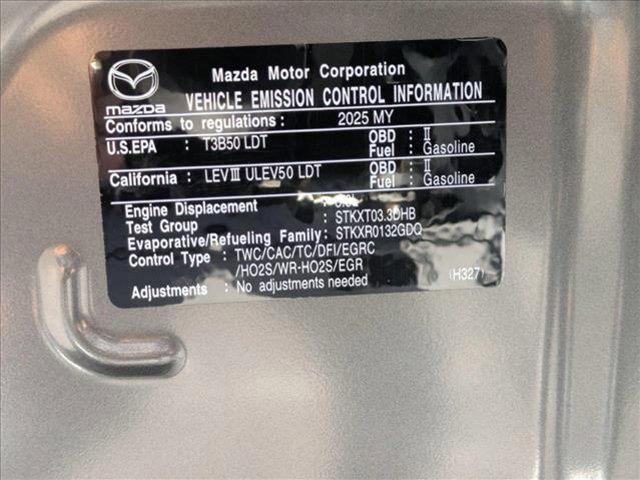 mazda
Mazda Motor Corporation
VEHICLE EMISSION CONTROL INFORMATION
Conforms to regulations : 2025 MY
U.S.EPA : T3B50 LDT OBD : II
Fuel : Gasoline
California : LEVIII ULEV50 LDT OBD : II
Fuel : Gasoline
Engine Displacement :
Test Group : STKXT03.3DHB
Evaporative/Refueling Family: STKXR0132GDQ
Control Type : TWC/CAC/TC/DFI/EGRC
/HO2S/WR-HO2S/EGR
Adjustments : No adjustments needed (H327)